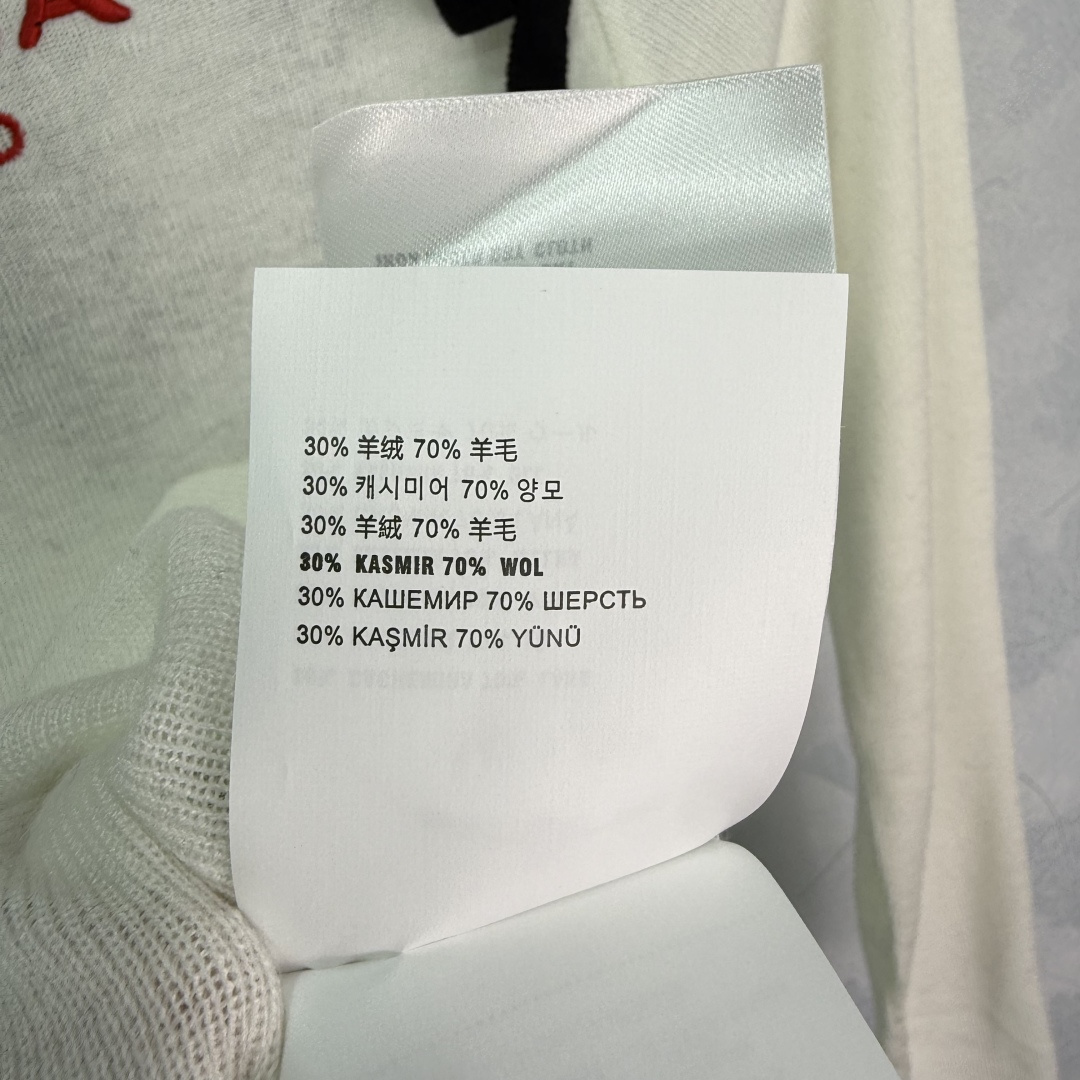 A
30% 羊绒 70% 羊毛
30% 캐시미어 70% 양모
30% 羊絨 70% 羊毛
30% KASMIR 70% WOL
30% КАШЕМИР 70% ШЕРСТЬ
30% KAŞMİR 70% YÜNÜ